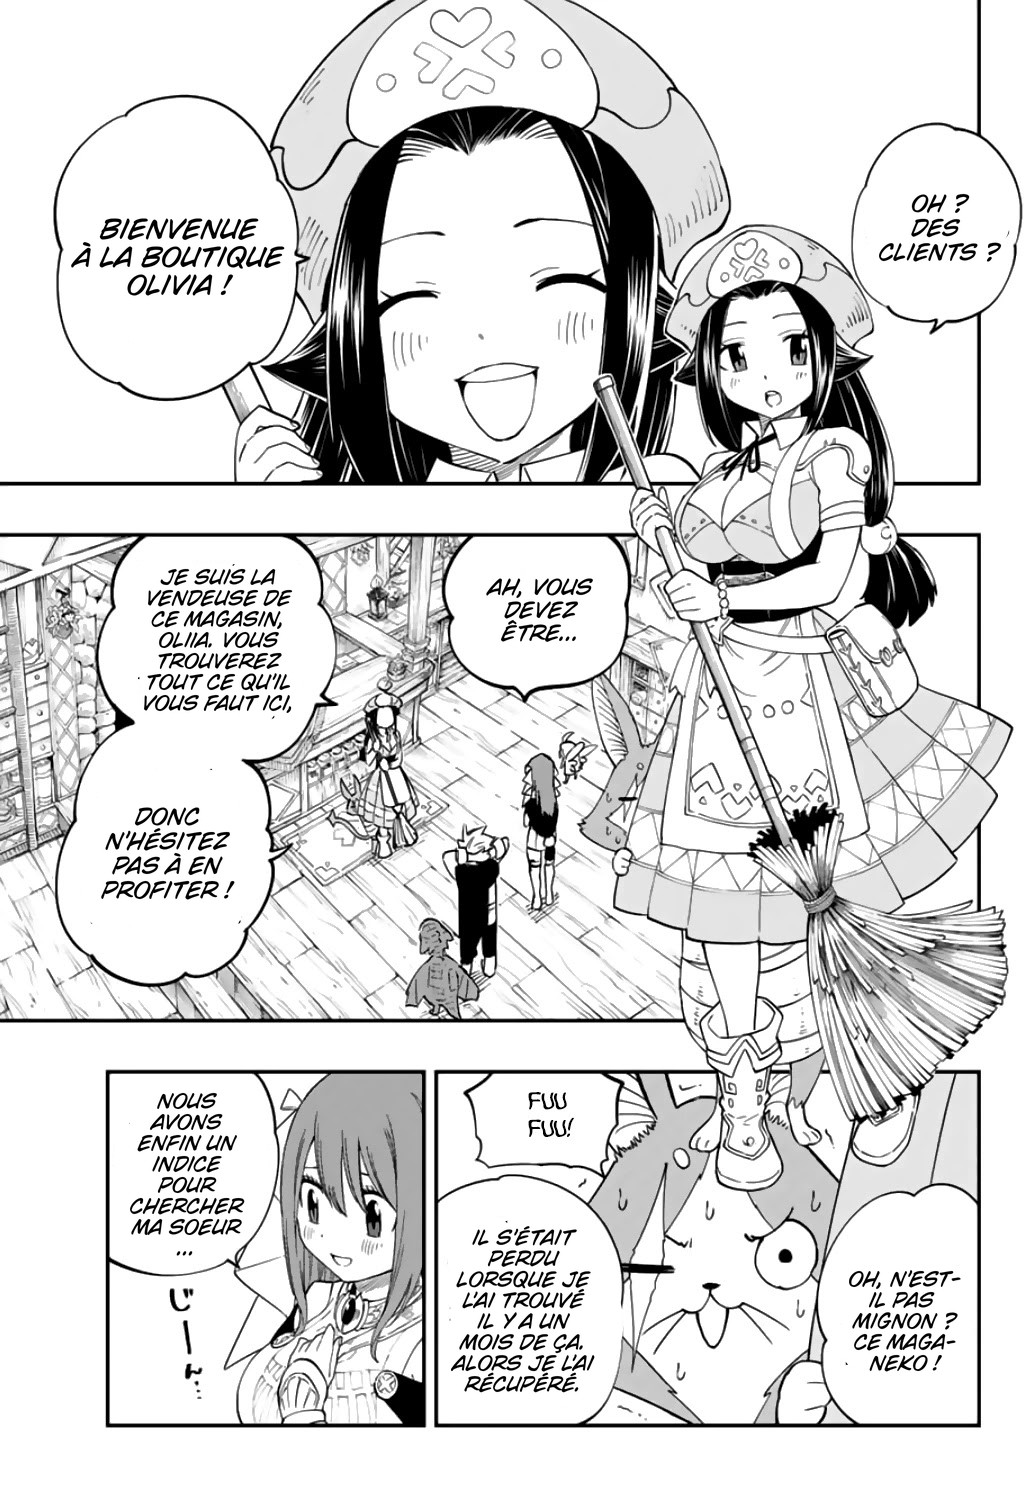 OH ?
DES
CLIENTS ?
BIENVENUE
À LA BOUTIQUE
OLIVIA !
AH, VOUS
DEVEZ
ÊTRE...
JE SUIS LA
VENDEUSE DE
CE MAGASIN,
OLIIA. VOUS
TROUVEREZ
TOUT CE QU'IL
VOUS FAUT ICI,
DONC
N'HÉSITEZ
PAS À EN
PROFITER !
OH, N'EST-
IL PAS
MIGNON ?
CE MAGA-
NEKO !
FUU
FUU!
IL S'ÉTAIT
PERDU
LORSQUE JE
L'AI TROUVÉ
IL Y A UN
MOIS DE ÇA.
ALORS JE L'AI
RÉCUPÉRÉ.
NOUS
AVONS
ENFIN UN
INDICE
POUR
CHERCHER
MA SOEUR
...
じーん…